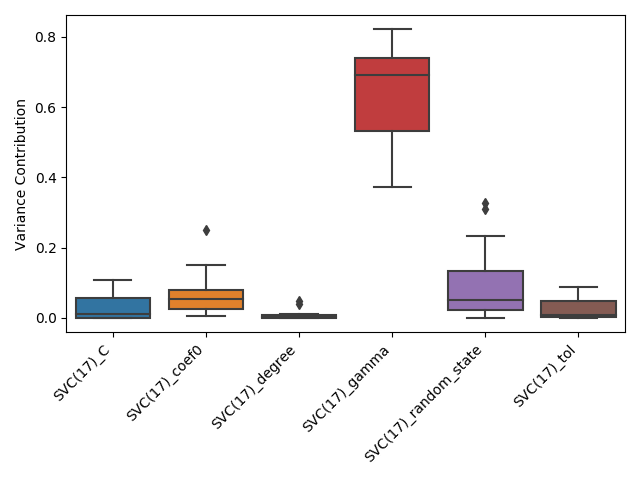 Variance Contribution
0.8
0.6
0.4
0.2
0.0
SVC(17)_C
SVC(17)_coef0
SVC(17)_degree
SVC(17)_gamma
SVC(17)_random_state
SVC(17)_tol